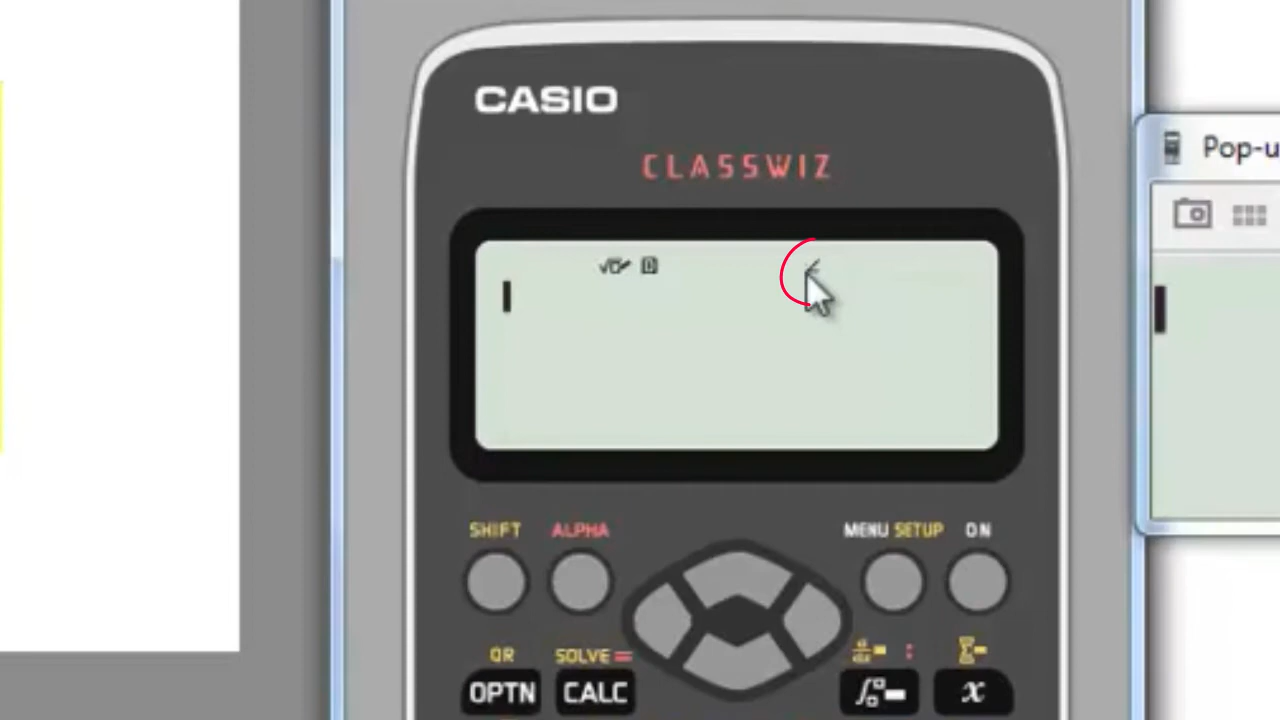 CASIO
CLASSWIZ
Pop-u
√□ D
SHIFT ALPHA MENU SETUP ON
QR SOLVE =
OPTN CALC x